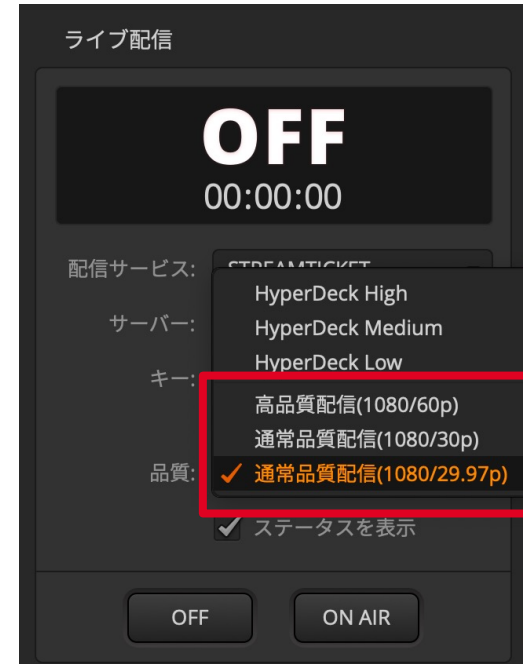 ライブ配信
OFF
00:00:00
配信サービス: STREAMTICKET
サーバー:
キー:
品質:
HyperDeck High
HyperDeck Medium
HyperDeck Low
高品質配信(1080/60p)
通常品質配信(1080/30p)
✓ 通常品質配信(1080/29.97p)
✓ ステータスを表示
OFF
ON AIR